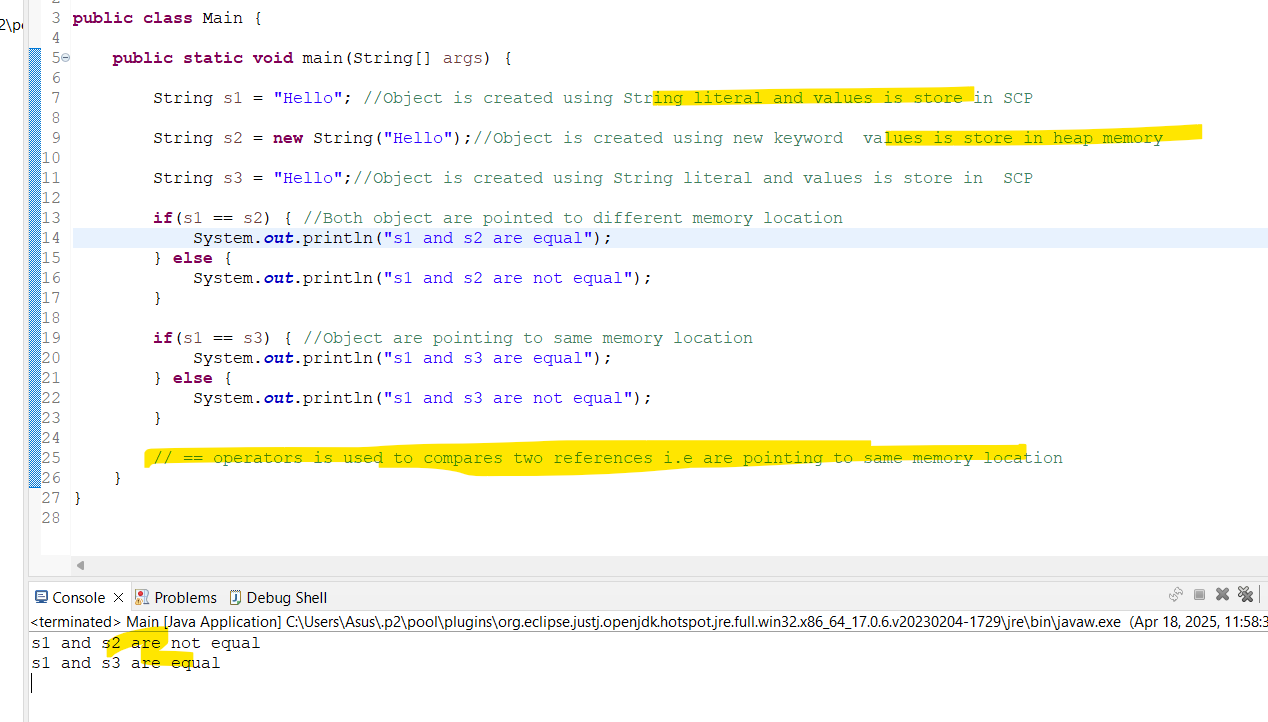 2\p
2
3 public class Main {
4
5 public static void main(String[] args) {
6
7 String s1 = "Hello"; //Object is created using String literal and values is store in SCP
8
9 String s2 = new String("Hello");//Object is created using new keyword  values is store in heap memory
10
11 String s3 = "Hello";//Object is created using String literal and values is store in  SCP
12
13 if(s1 == s2) { //Both object are pointed to different memory location
14 System.out.println("s1 and s2 are equal");
15 } else {
16 System.out.println("s1 and s2 are not equal");
17 }
18
19 if(s1 == s3) { //Object are pointing to same memory location
20 System.out.println("s1 and s3 are equal");
21 } else {
22 System.out.println("s1 and s3 are not equal");
23 }
24
25 // == operators is used to compares two references i.e are pointing to same memory location
26 }
27 }
28
Console Problems Debug Shell
<terminated> Main [Java Application] C:\Users\Asus\.p2\pool\plugins\org.eclipse.justj.openjdk.hotspot.jre.full.win32.x86_64_17.0.6.v20230204-1729\jre\bin\javaw.exe (Apr 18, 2025, 11:58:3
s1 and s2 are not equal
s1 and s3 are equal